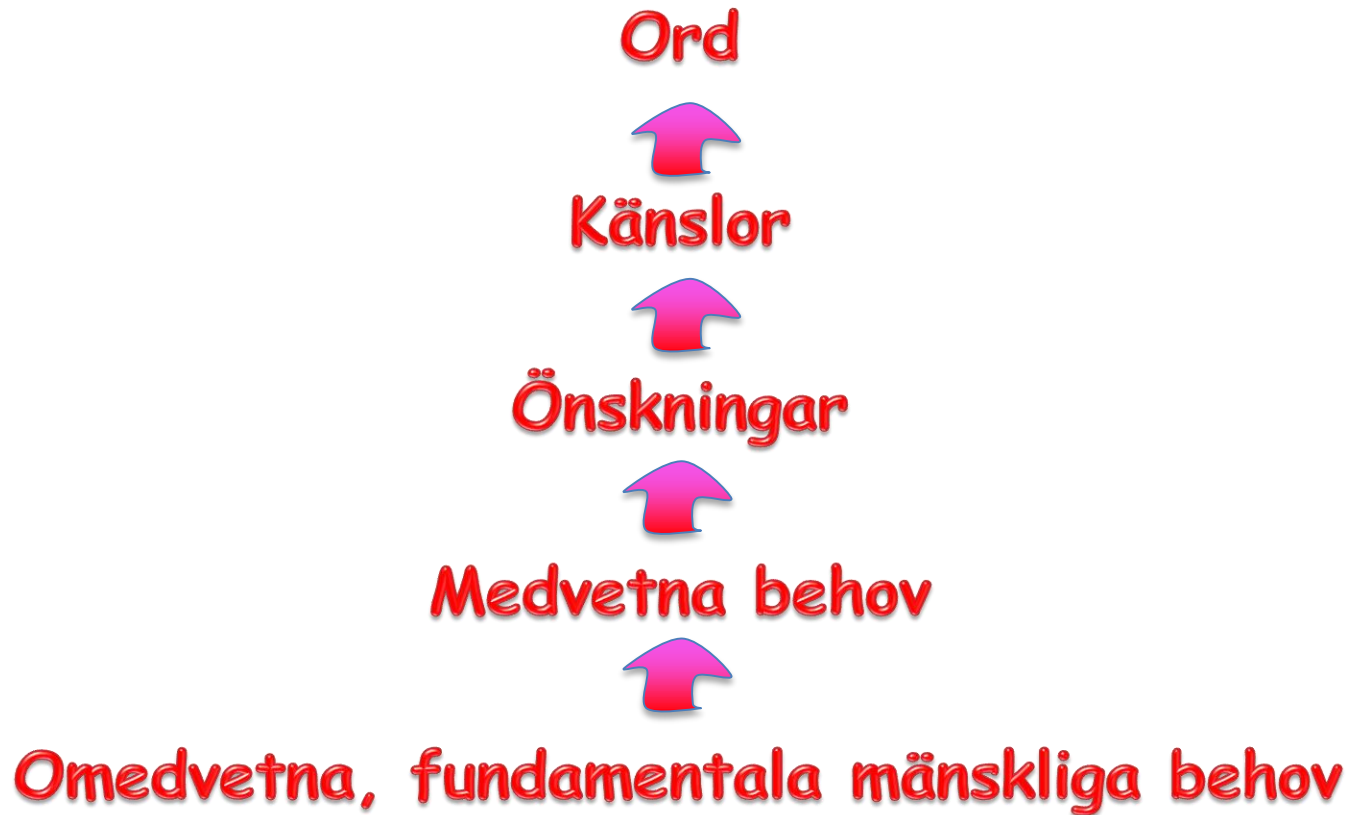 Ord
Känslor
Önskningar
Medvetna behov
Omedvetna, fundamentala mänskliga behov